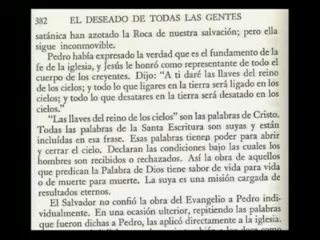 382 EL DESEADO DE TODAS LAS GENTES
satánica han azotado la Roca de nuestra salvación; pero ella
sigue inconmovible.
Pedro había expresado la verdad que es el fundamento de la
fe de la iglesia, y Jesús le honró como representante de todo el
cuerpo de los creyentes. Dijo: "A ti daré las llaves del reino
de los cielos; y todo lo que ligares en la tierra será ligado en los
cielos; y todo lo que desatares en la tierra será desatado en los
cielos."
"Las llaves del reino de los cielos" son las palabras de Cristo.
Todas las palabras de la Santa Escritura son suyas y están
incluídas en esa frase. Esas palabras tienen poder para abrir
y cerrar el cielo. Declaran las condiciones bajo las cuales los
hombres son recibidos o rechazados. Así la obra de aquellos
que predican la Palabra de Dios tiene sabor de vida para vida
o de muerte para muerte. La suya es una misión cargada de
resultados eternos.
El Salvador no confió la obra del Evangelio a Pedro indi-
vidualmente. En una ocasión ulterior, repitiendo las palabras
que fueron dichas a Pedro, las aplicó directamente a la iglesia.